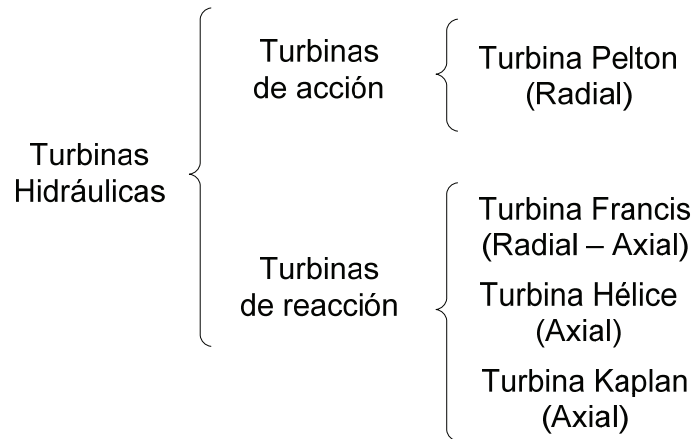 Turbinas
Hidráulicas
Turbinas
de acción
Turbina Pelton
(Radial)
Turbinas
de reacción
Turbina Francis
(Radial – Axial)
Turbina Hélice
(Axial)
Turbina Kaplan
(Axial)